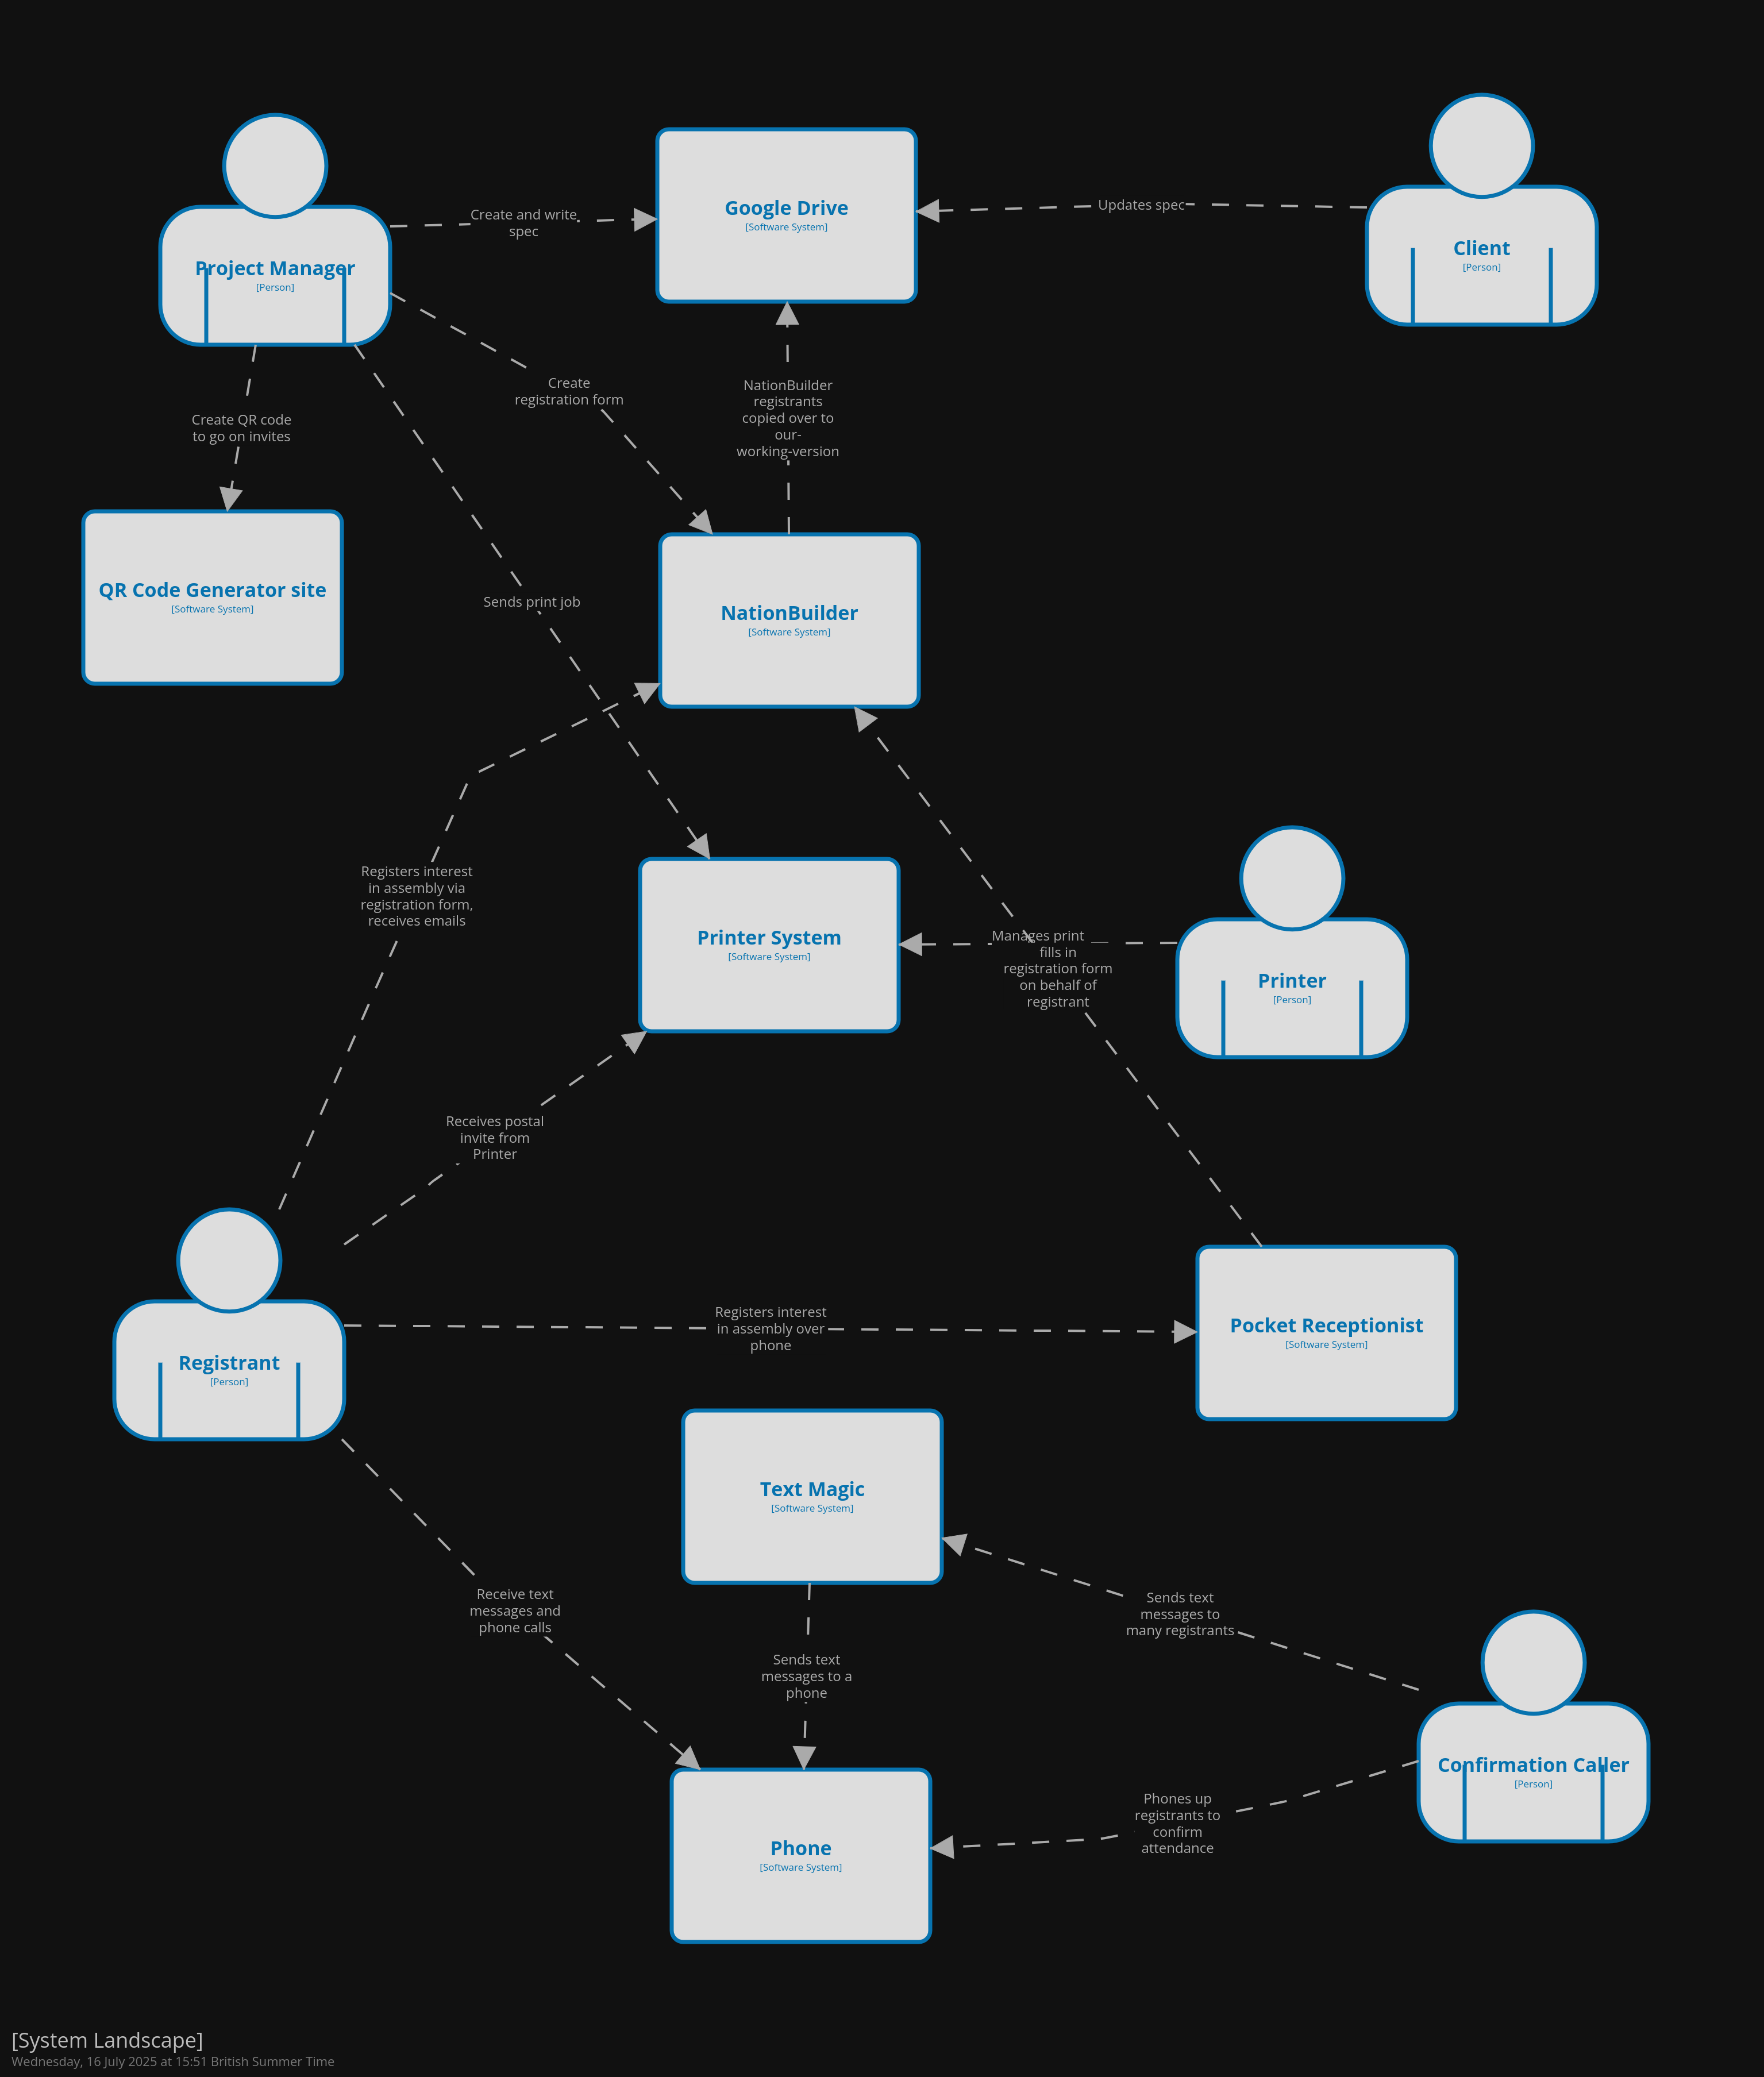 Project Manager
[Person]
Create and write
spec
Google Drive
[Software System]
Updates spec
Client
[Person]
Create QR code
to go on invites
Create
registration form
NationBuilder
registrants
copied over to
our-
working-version
QR Code Generator site
[Software System]
Sends print job
NationBuilder
[Software System]
Registers interest
in assembly via
registration form,
receives emails
Printer System
[Software System]
Manages print
fills in
registration form
on behalf of
registrant
Printer
[Person]
Receives postal
invite from
Printer
Registrant
[Person]
Registers interest
in assembly over
phone
Pocket Receptionist
[Software System]
Text Magic
[Software System]
Receive text
messages and
phone calls
Sends text
messages to a
phone
Sends text
messages to
many registrants
Confirmation Caller
[Person]
Phones up
registrants to
confirm
attendance
Phone
[Software System]
[System Landscape]
Wednesday, 16 July 2025 at 15:51 British Summer Time